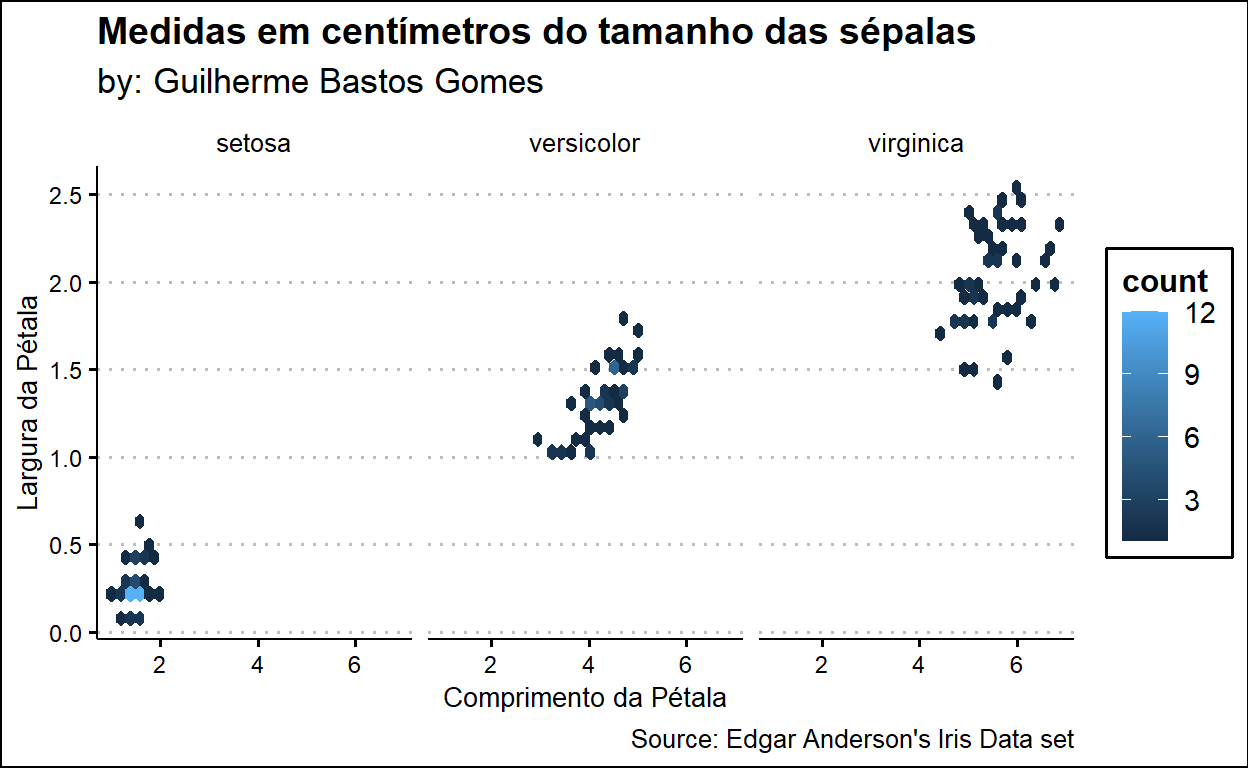 Medidas em centímetros do tamanho das sépalas
by: Guilherme Bastos Gomes
setosa versicolor virginica
2.5
2.0
1.5
1.0
0.5
0.0
Largura da Pétala
2 4 6 2 4 6 2 4 6
Comprimento da Pétala
Source: Edgar Anderson's Iris Data set
count
12
9
6
3